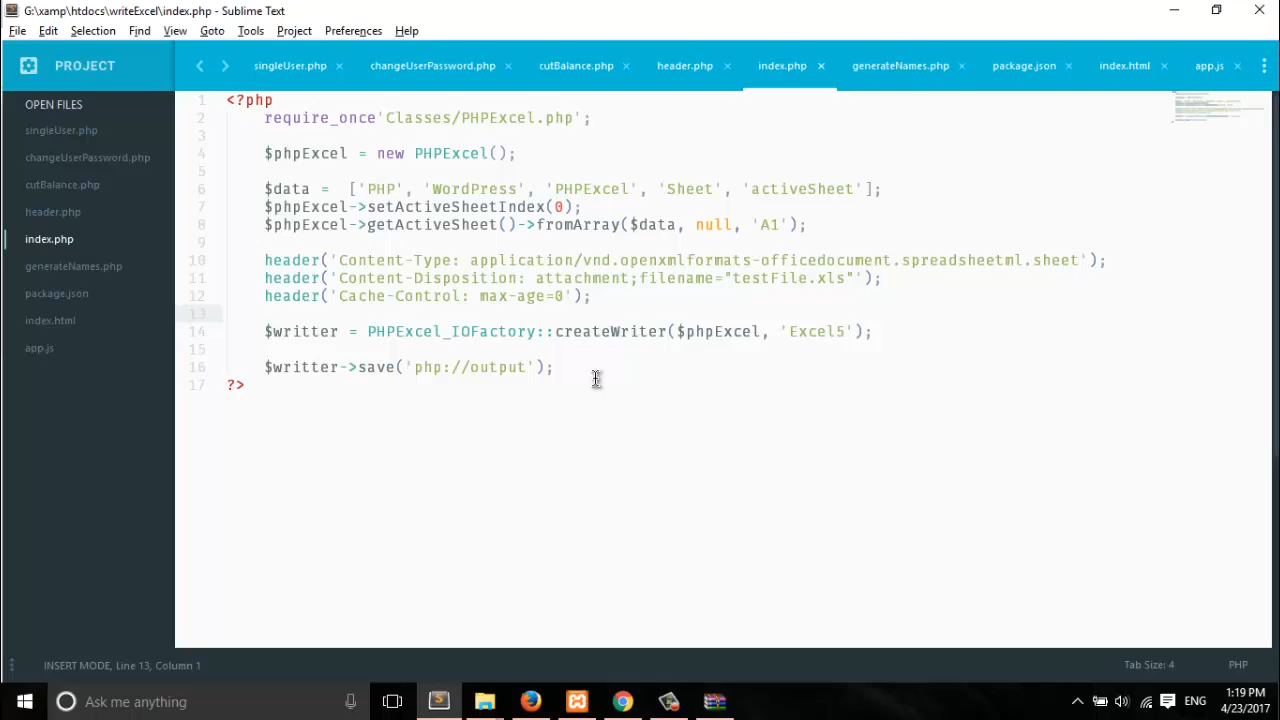 G:\xamp\htdocs\writeExcel\index.php - Sublime Text
File Edit Selection Find View Goto Tools Project Preferences Help
PROJECT
singleUser.php changeUserPassword.php cutBalance.php header.php index.php generateNames.php package.json index.html app.js
OPEN FILES
singleUser.php
changeUserPassword.php
cutBalance.php
header.php
index.php
generateNames.php
package.json
index.html
app.js
1 <?php
2 require_once'Classes/PHPExcel.php';
3
4 $phpExcel = new PHPExcel();
5
6 $data =  ['PHP', 'WordPress', 'PHPExcel', 'Sheet', 'activeSheet'];
7 $phpExcel->setActiveSheetIndex(0);
8 $phpExcel->getActiveSheet()->fromArray($data, null, 'A1');
9
10 header('Content-Type: application/vnd.openxmlformats-officedocument.spreadsheetml.sheet');
11 header('Content-Disposition: attachment;filename="testFile.xls"');
12 header('Cache-Control: max-age=0');
13
14 $writter = PHPExcel_IOFactory::createWriter($phpExcel, 'Excel5');
15
16 $writter->save('php://output');
17 ?>
INSERT MODE, Line 13, Column 1
Tab Size: 4 PHP
Ask me anything
ENG
1:19 PM
4/23/2017